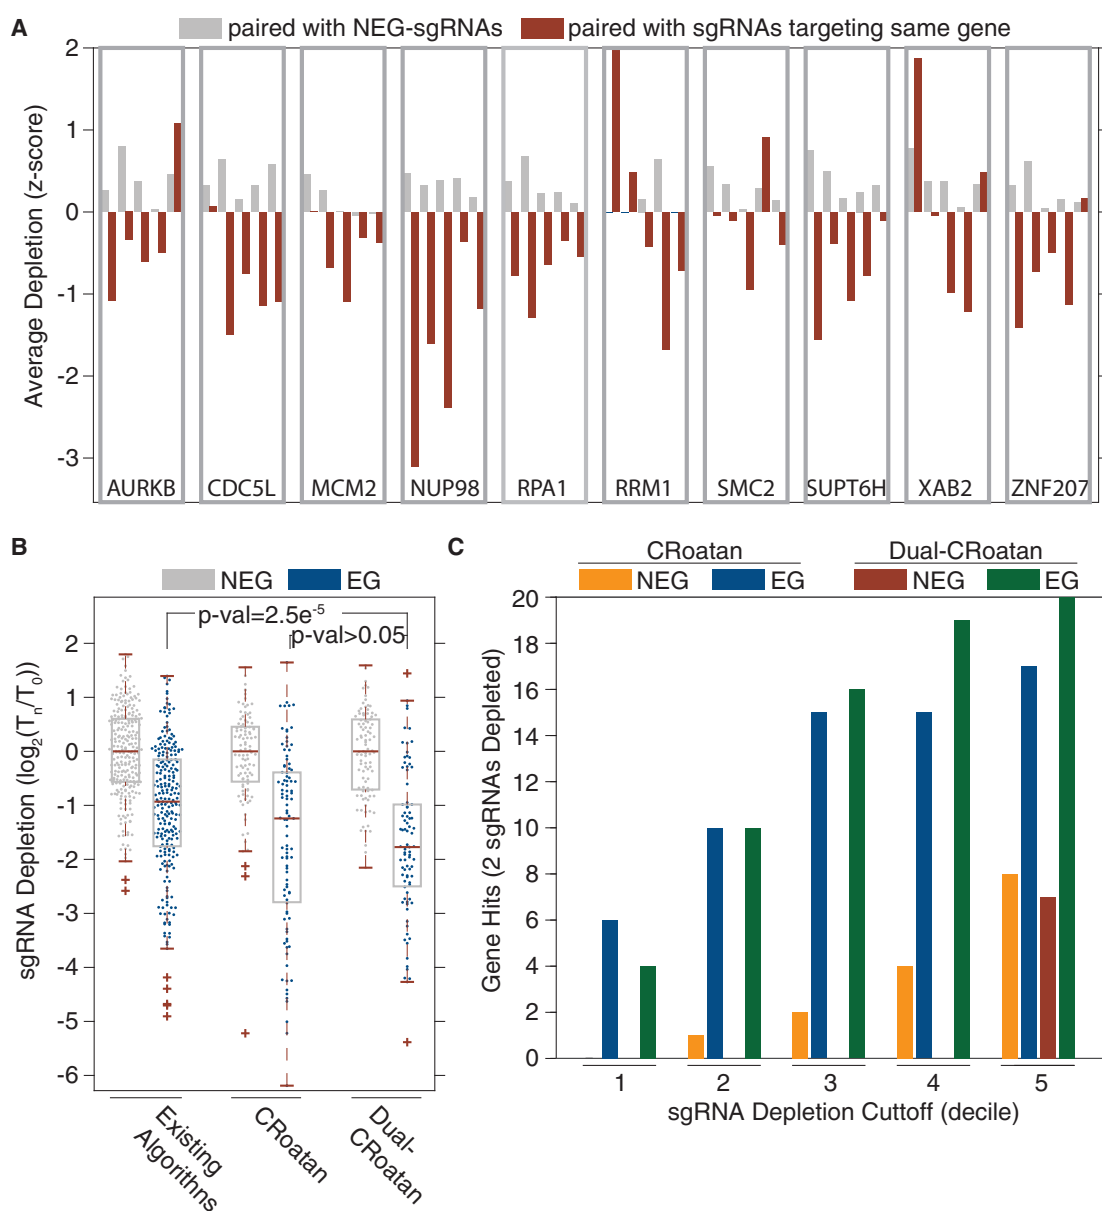 A
paired with NEG-sgRNAs
paired with sgRNAs targeting same gene
Average Depletion (z-score)
2
1
0
-1
-2
-3
AURKB
CDC5L
MCM2
NUP98
RPA1
RRM1
SMC2
SUPT6H
XAB2
ZNF207
B
NEG
EG
sgRNA Depletion (log2(Tn/T0))
p-val=2.5e-5
p-val>0.05
2
1
0
-1
-2
-3
-4
-5
-6
Existing
Algorithns
CRoatan
Dual-
CRoatan
C
CRoatan
Dual-CRoatan
NEG
EG
NEG
EG
Gene Hits (2 sgRNAs Depleted)
20
18
16
14
12
10
8
6
4
2
0
1
2
3
4
5
sgRNA Depletion Cuttoff (decile)